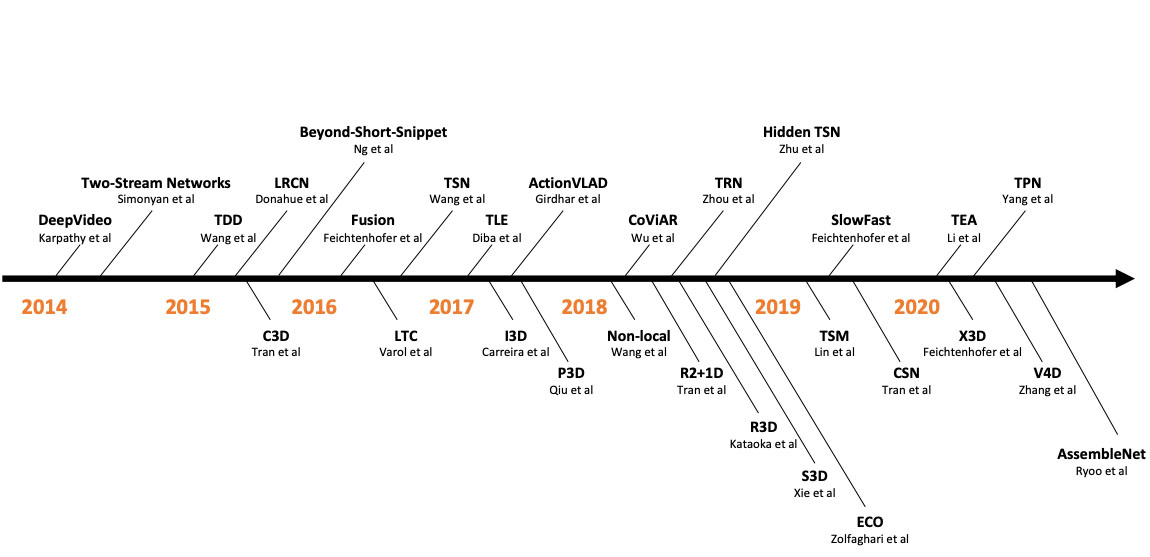 Beyond-Short-Snippet
Ng et al
Hidden TSN
Zhu et al
Two-Stream Networks
Simonyan et al
LRCN
Donahue et al
TSN
Wang et al
ActionVLAD
Girdhar et al
TRN
Zhou et al
TPN
Yang et al
DeepVideo
Karpathy et al
TDD
Wang et al
Fusion
Feichtenhofer et al
TLE
Diba et al
CoViAR
Wu et al
SlowFast
Feichtenhofer et al
TEA
Li et al
2014
2015
2016
2017
2018
2019
2020
C3D
Tran et al
LTC
Varol et al
I3D
Carreira et al
Non-local
Wang et al
TSM
Lin et al
X3D
Feichtenhofer et al
P3D
Qiu et al
R2+1D
Tran et al
CSN
Tran et al
V4D
Zhang et al
R3D
Kataoka et al
AssembleNet
Ryoo et al
S3D
Xie et al
ECO
Zolfaghari et al